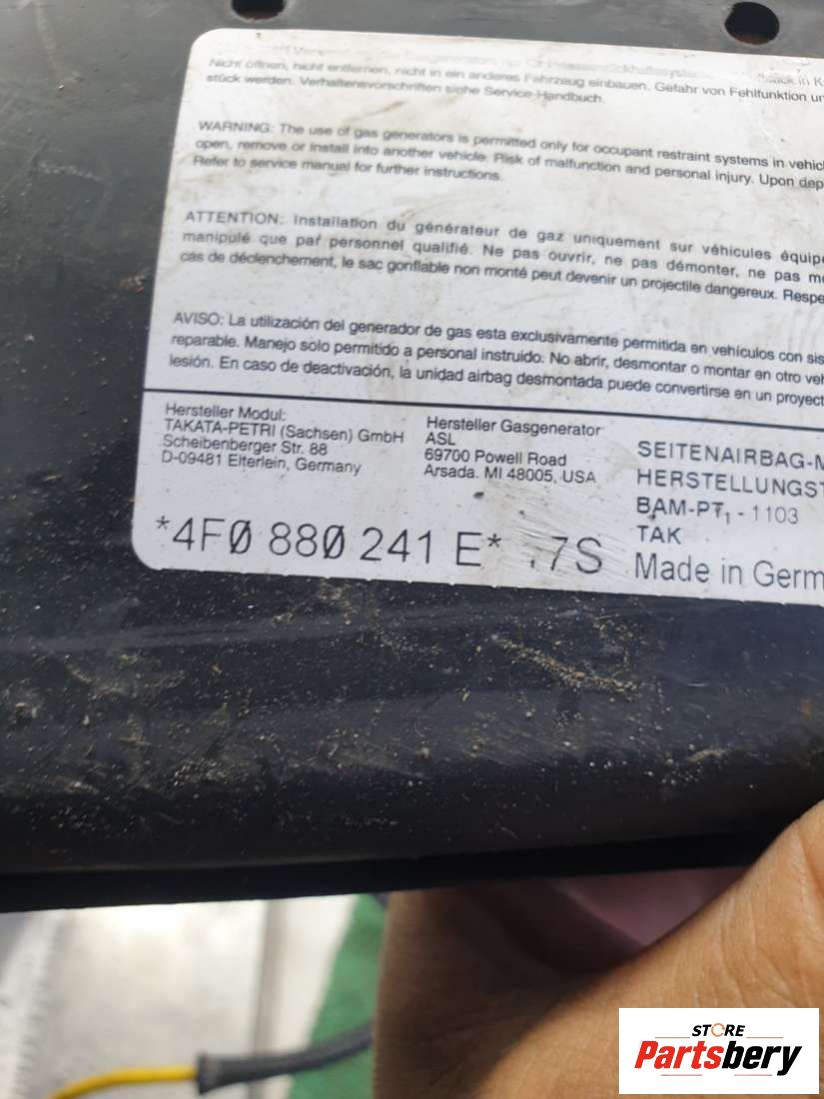 Nicht öffnen, nicht entfernen, nicht in ein anderes Fahrzeug einbauen. Gefahr von Fehlfunktion un
stück werden. Verhaltensvorschriften siehe Service-Handbuch.
WARNING: The use of gas generators is permitted only for occupant restraint systems in vehicl
open, remove or install into another vehicle. Risk of malfunction and personal injury. Upon dep
Refer to service manual for further instructions.
ATTENTION: Installation du générateur de gaz uniquement sur véhicules équipe
manipulé que par personnel qualifié. Ne pas ouvrir, ne pas démonter, ne pas m
cas de déclenchement, le sac gonflable non monté peut devenir un projectile dangereux. Respe
AVISO: La utilización del generador de gas esta exclusivamente permitida en vehículos con sis
reparable. Manejo solo permitido a personal instruido. No abrir, desmontar o montar en otro veh
lesión. En caso de deactivación, la unidad airbag desmontada puede convertirse en un proyect
Hersteller Modul:
TAKATA-PETRI (Sachsen) GmbH
Scheibenberger Str. 88
D-09481 Elterlein, Germany
Hersteller Gasgenerator
ASL
69700 Powell Road
Arsada. MI 48005, USA
SEITENAIRBAG-M
HERSTELLUNGST
BAM-PT₁ - 1103
TAK
Made in Germ
*4FØ 88Ø 241 E* .7S
STORE
Partsbery